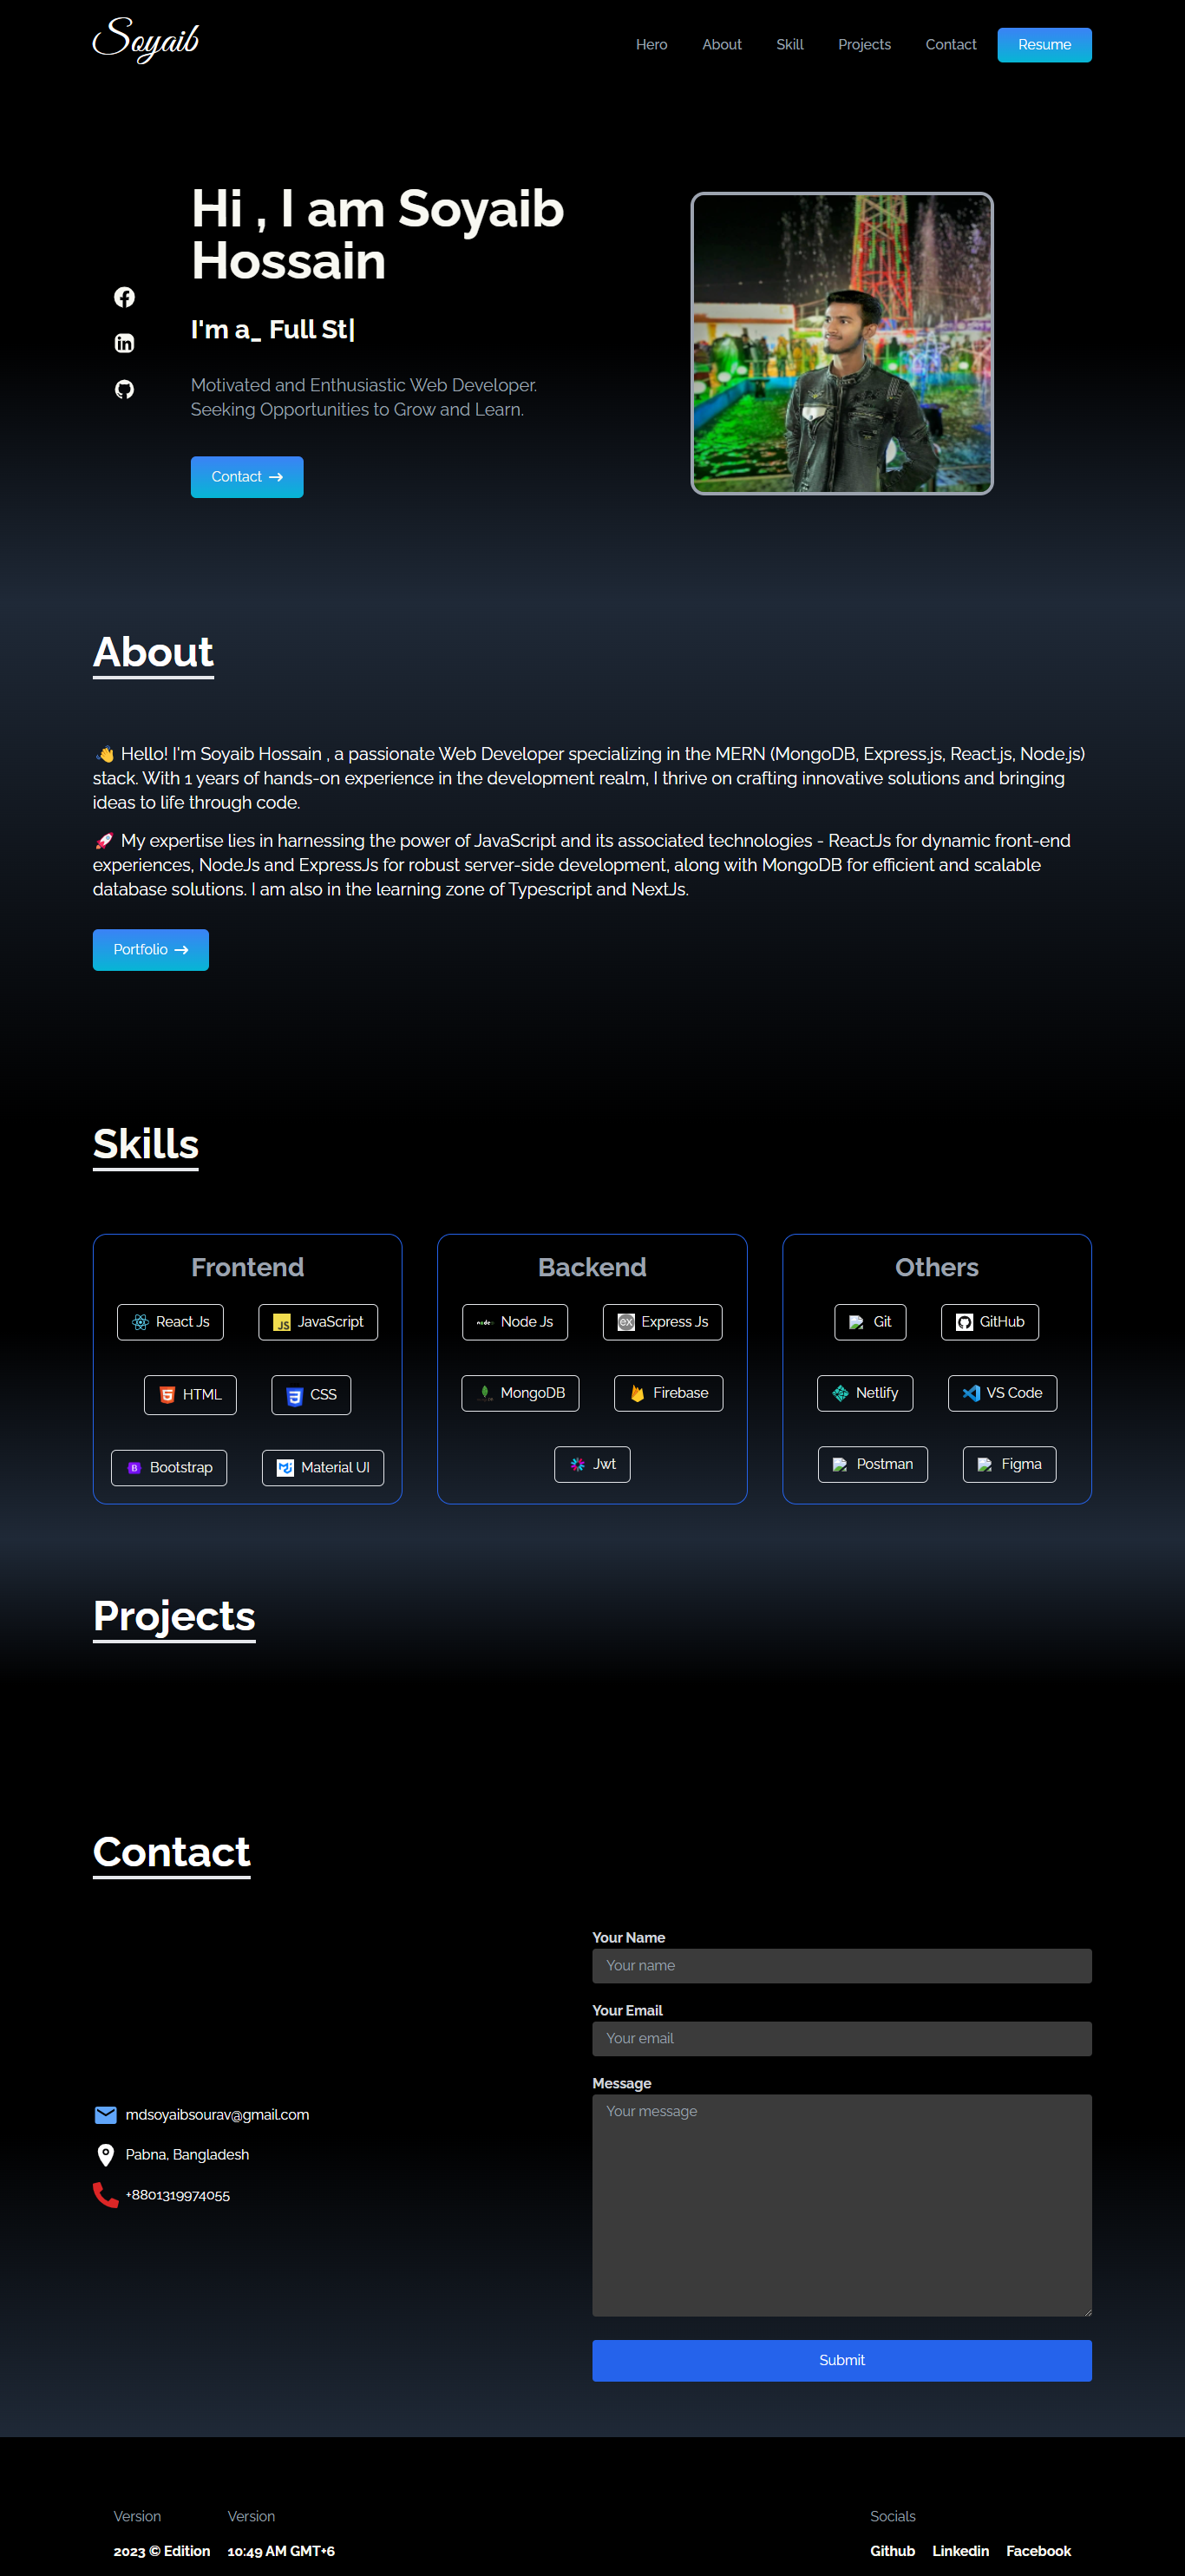 Soyaib
Hero About Skill Projects Contact Resume
Hi , I am Soyaib
Hossain
I'm a_ Full St|
Motivated and Enthusiastic Web Developer.
Seeking Opportunities to Grow and Learn.
Contact →
About
👋 Hello! I'm Soyaib Hossain , a passionate Web Developer specializing in the MERN (MongoDB, Express.js, React.js, Node.js)
stack. With 1 years of hands-on experience in the development realm, I thrive on crafting innovative solutions and bringing
ideas to life through code.
🚀 My expertise lies in harnessing the power of JavaScript and its associated technologies - ReactJs for dynamic front-end
experiences, NodeJs and ExpressJs for robust server-side development, along with MongoDB for efficient and scalable
database solutions. I am also in the learning zone of Typescript and NextJs.
Portfolio →
Skills
Frontend
React Js JS JavaScript
HTML CSS
B Bootstrap Material UI
Backend
node Node Js ex Express Js
MongoDB Firebase
Jwt
Others
Git GitHub
Netlify VS Code
Postman Figma
Projects
Contact
mdsoyaibsourav@gmail.com
Pabna, Bangladesh
+8801319974055
Your Name
Your name
Your Email
Your email
Message
Your message
Submit
Version Version
2023 © Edition 10:49 AM GMT+6
Socials
Github Linkedin Facebook